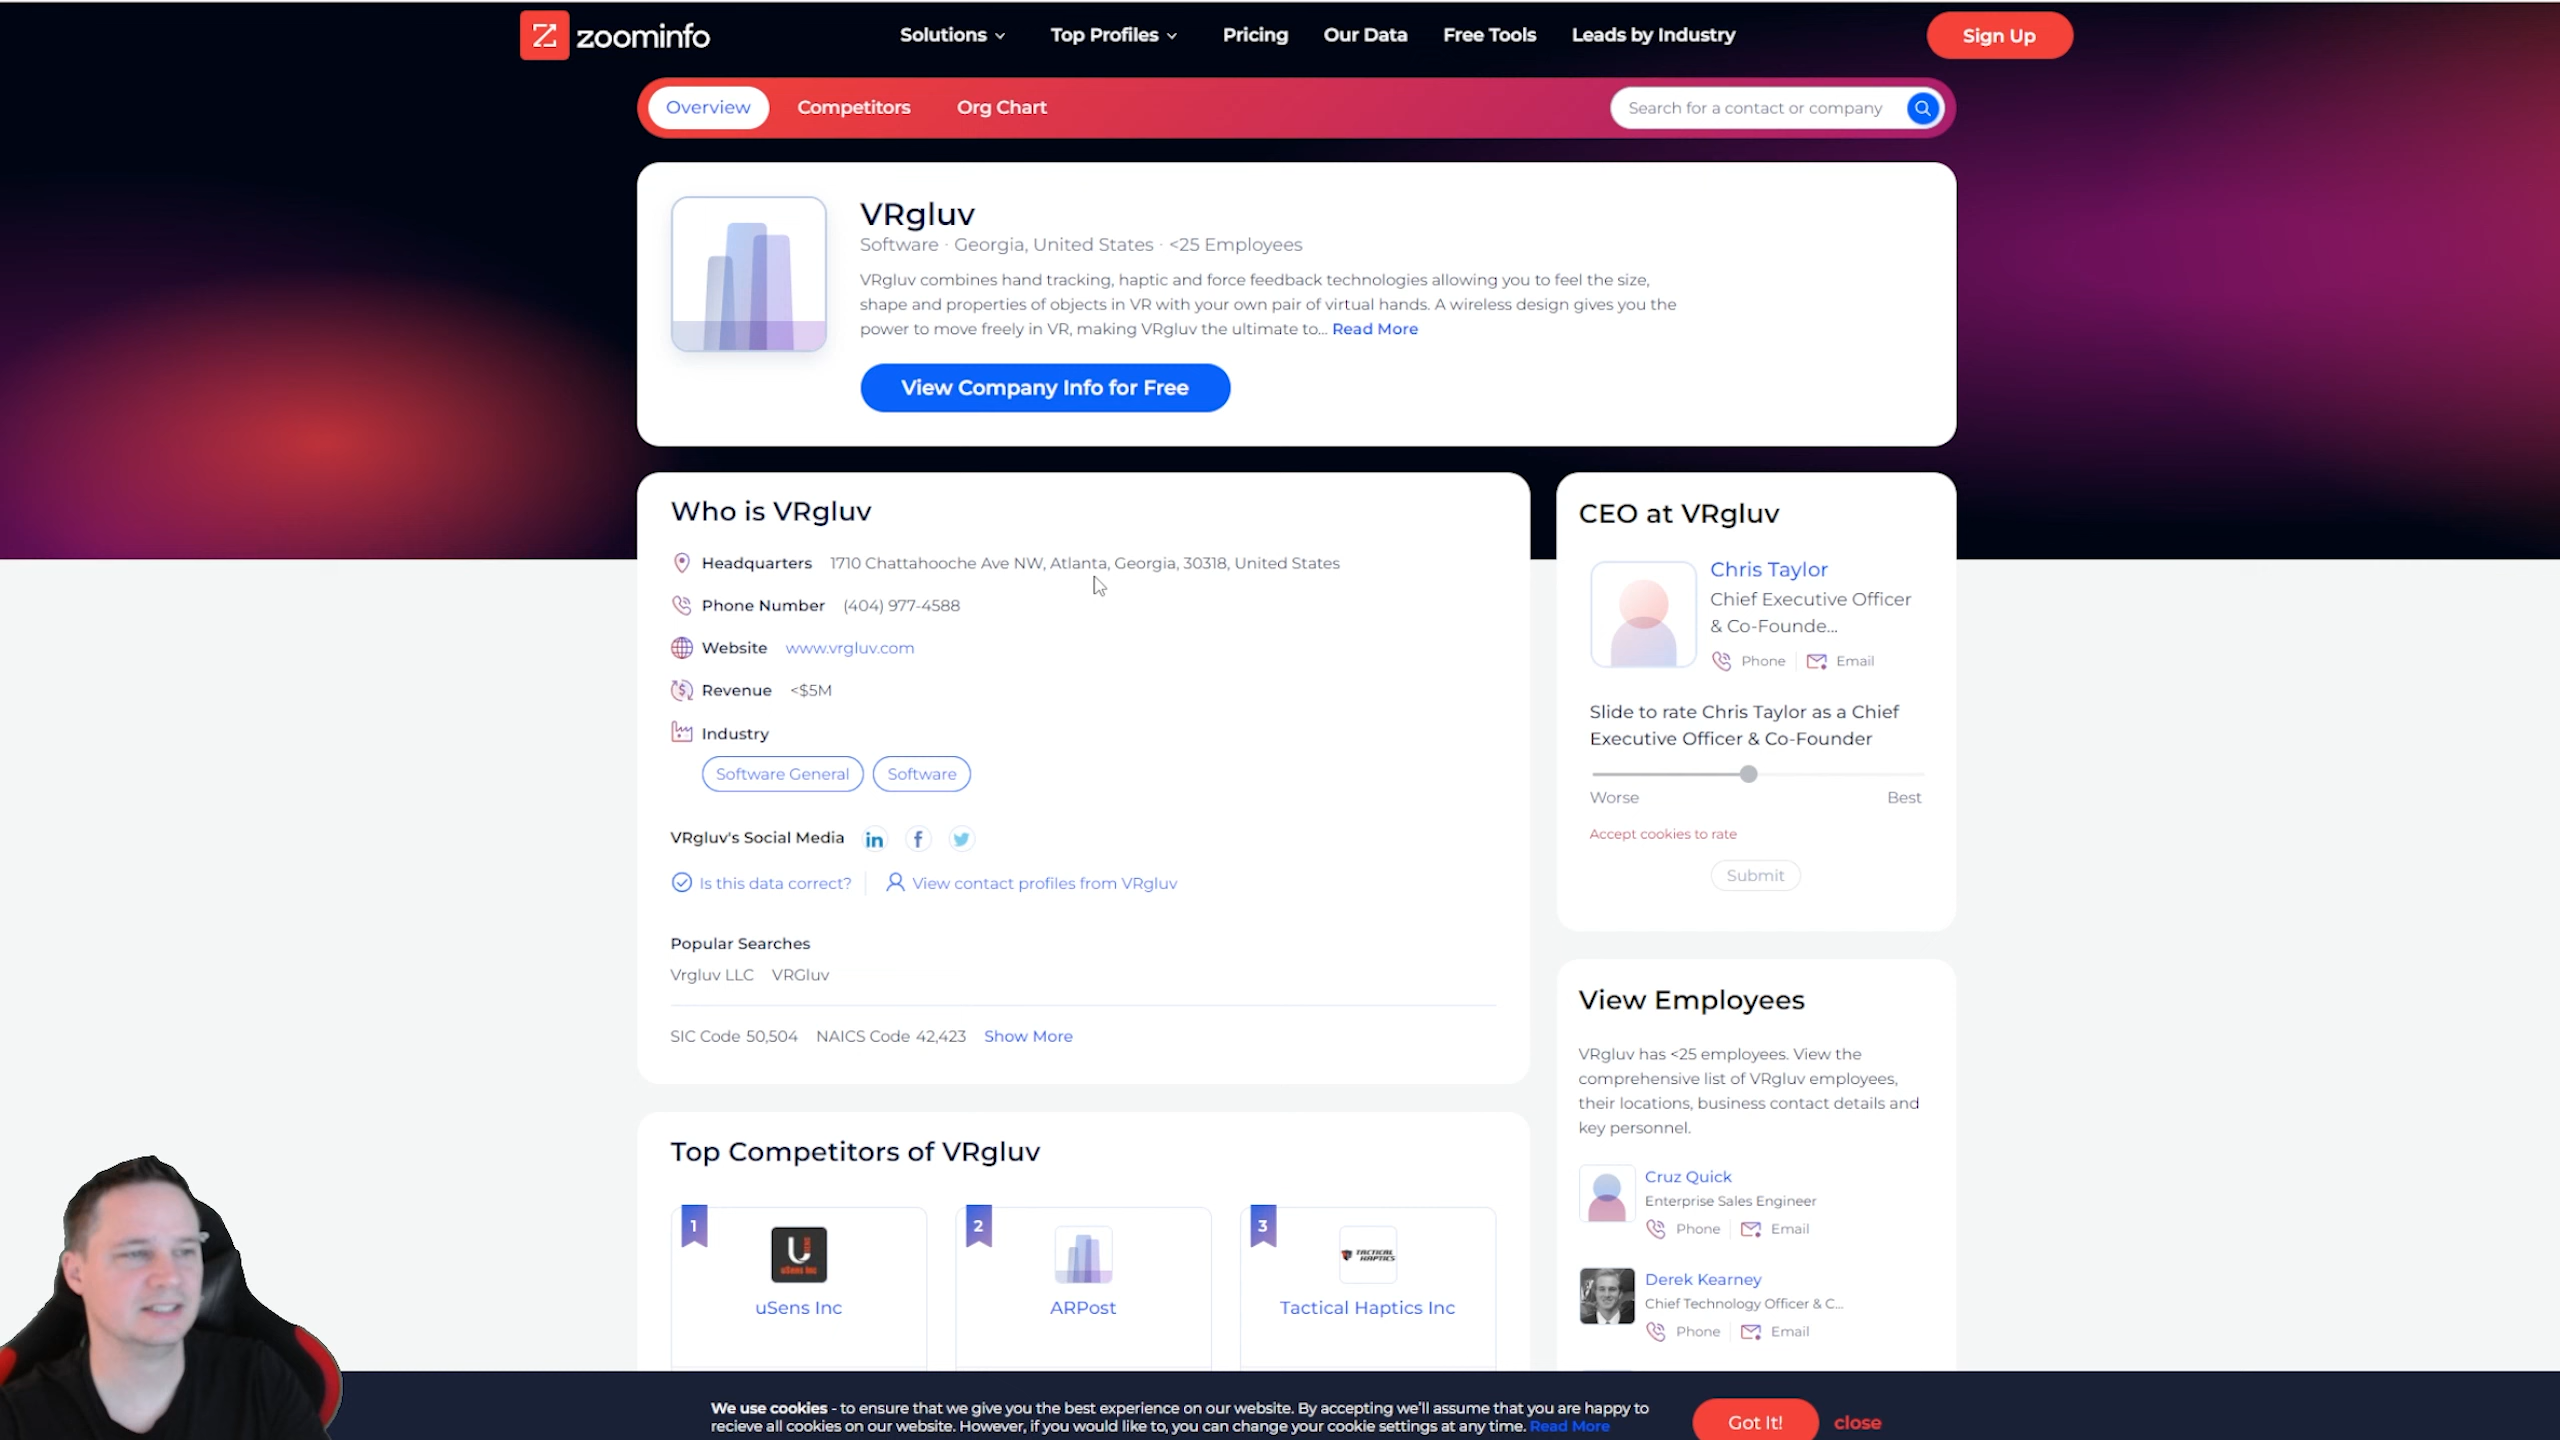 zoominfo
Solutions
Top Profiles
Pricing
Our Data
Free Tools
Leads by Industry
Sign Up
Overview
Competitors
Org Chart
Search for a contact or company
VRgluv
Software · Georgia, United States · <25 Employees
VRgluv combines hand tracking, haptic and force feedback technologies allowing you to feel the size,
shape and properties of objects in VR with your own pair of virtual hands. A wireless design gives you the
power to move freely in VR, making VRgluv the ultimate to... Read More
View Company Info for Free
Who is VRgluv
Headquarters 1710 Chattahooche Ave NW, Atlanta, Georgia, 30318, United States
Phone Number (404) 977-4588
Website www.vrgluv.com
Revenue <$5M
Industry
Software General
Software
VRgluv's Social Media
Is this data correct?
View contact profiles from VRgluv
Popular Searches
Vrgluv LLC VRGluv
SIC Code 50,504 NAICS Code 42,423 Show More
CEO at VRgluv
Chris Taylor
Chief Executive Officer
& Co-Founde...
Phone
Email
Slide to rate Chris Taylor as a Chief
Executive Officer & Co-Founder
Worse
Best
Accept cookies to rate
Submit
View Employees
VRgluv has <25 employees. View the
comprehensive list of VRgluv employees,
their locations, business contact details and
key personnel.
Cruz Quick
Enterprise Sales Engineer
Phone
Email
Derek Kearney
Chief Technology Officer & C...
Phone
Email
Top Competitors of VRgluv
1
uSens Inc
uSens Inc
2
ARPost
3
TACTICAL
HAPTICS
Tactical Haptics Inc
We use cookies - to ensure that we give you the best experience on our website. By accepting we'll assume that you are happy to
recieve all cookies on our website. However, if you would like to, you can change your cookie settings at any time. Read More
Got It!
close